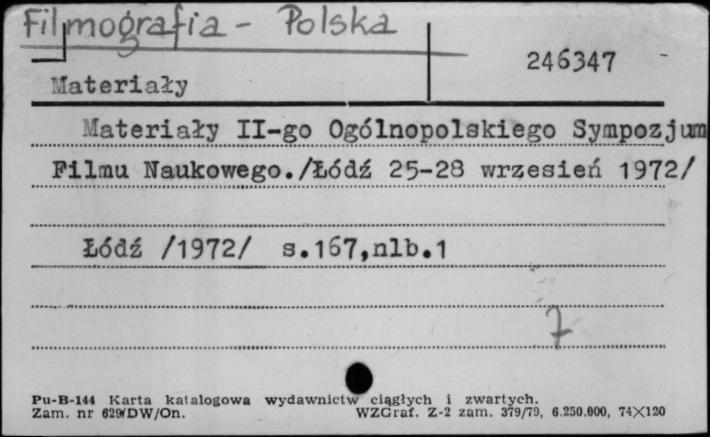 Filmografia - Polska
246347
Materiały
Materiały II-go Ogólnopolskiego Sympozjum
Filmu Naukowego./Łódź 25-28 wrzesień 1972/
Łódź /1972/ s.167,nlb.1
7
Pu-B-144 Karta katalogowa wydawnictw ciągłych i zwartych.
Zam. nr 629/DW/On. WZGraf. Z-2 zam. 379/79, 6.250.000, 74X120